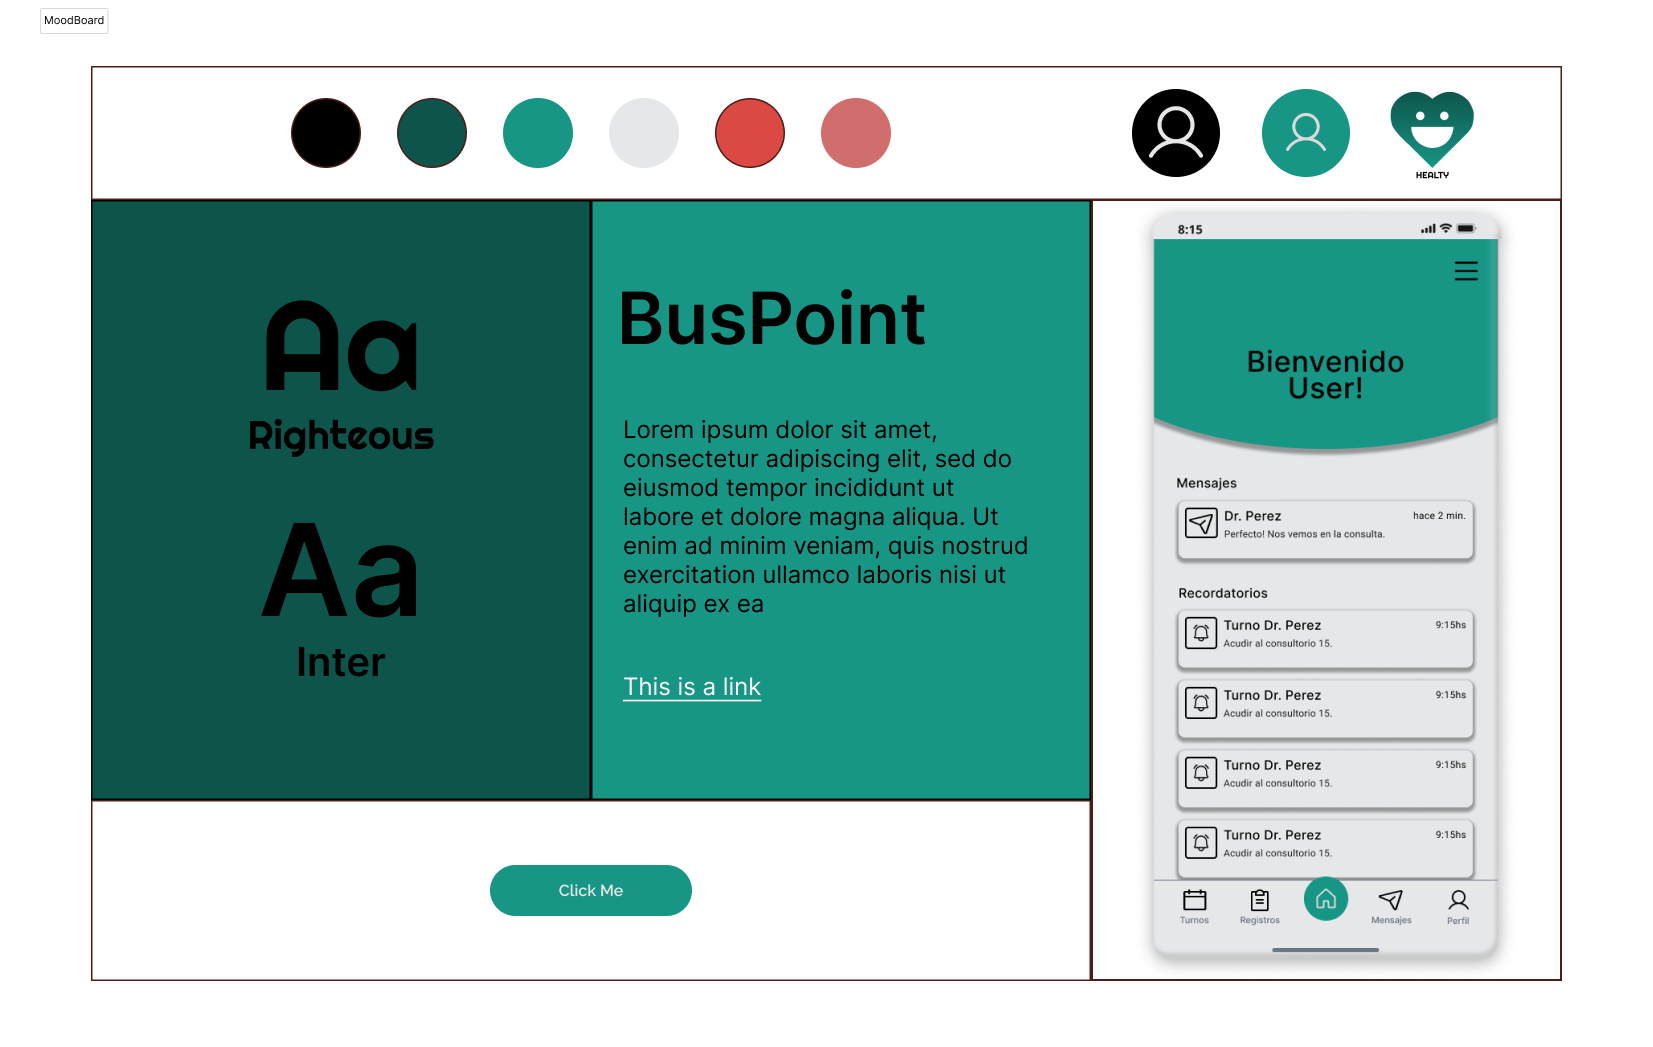 MoodBoard
HEALTY
Aa
Righteous
Aa
Inter
BusPoint
Lorem ipsum dolor sit amet,
consectetur adipiscing elit, sed do
eiusmod tempor incididunt ut
labore et dolore magna aliqua. Ut
enim ad minim veniam, quis nostrud
exercitation ullamco laboris nisi ut
aliquip ex ea
This is a link
Click Me
8:15
Bienvenido
User!
Mensajes
Dr. Perez hace 2 min.
Perfecto! Nos vemos en la consulta.
Recordatorios
Turno Dr. Perez 9:15hs
Acudir al consultorio 15.
Turno Dr. Perez 9:15hs
Acudir al consultorio 15.
Turno Dr. Perez 9:15hs
Acudir al consultorio 15.
Turno Dr. Perez 9:15hs
Acudir al consultorio 15.
Turnos Registros Mensajes Perfil